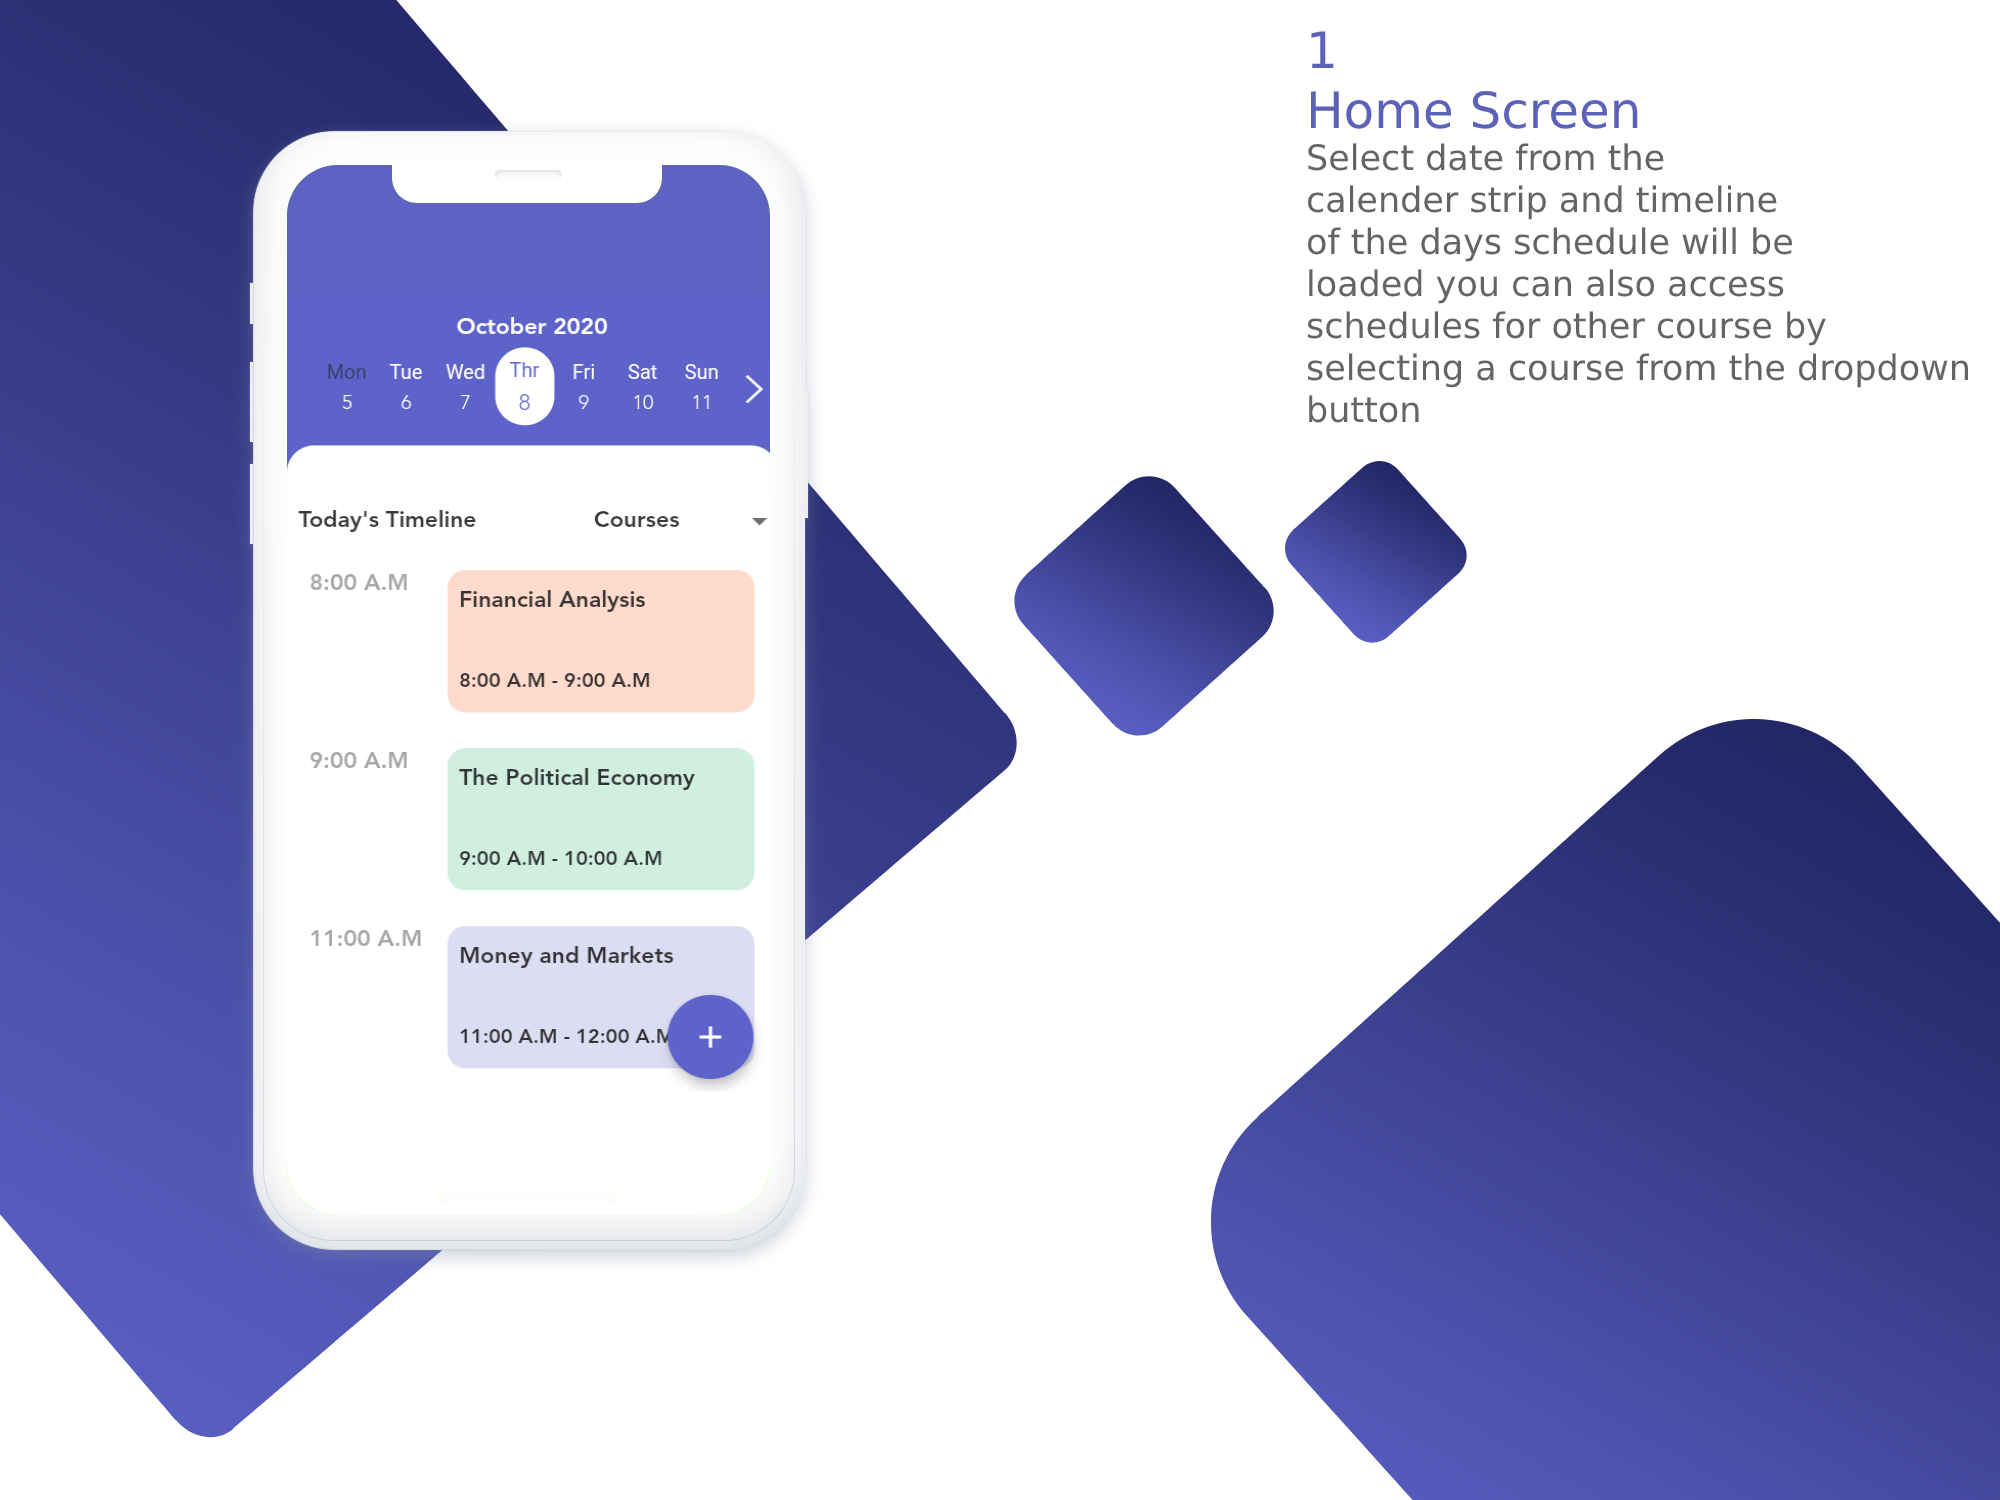 1
Home Screen
Select date from the
calender strip and timeline
of the days schedule will be
loaded you can also access
schedules for other course by
selecting a course from the dropdown
button
October 2020
Mon Tue Wed Thr Fri Sat Sun
5 6 7 8 9 10 11
Today's Timeline Courses
8:00 A.M
Financial Analysis
8:00 A.M - 9:00 A.M
9:00 A.M
The Political Economy
9:00 A.M - 10:00 A.M
11:00 A.M
Money and Markets
11:00 A.M - 12:00 A.M
+